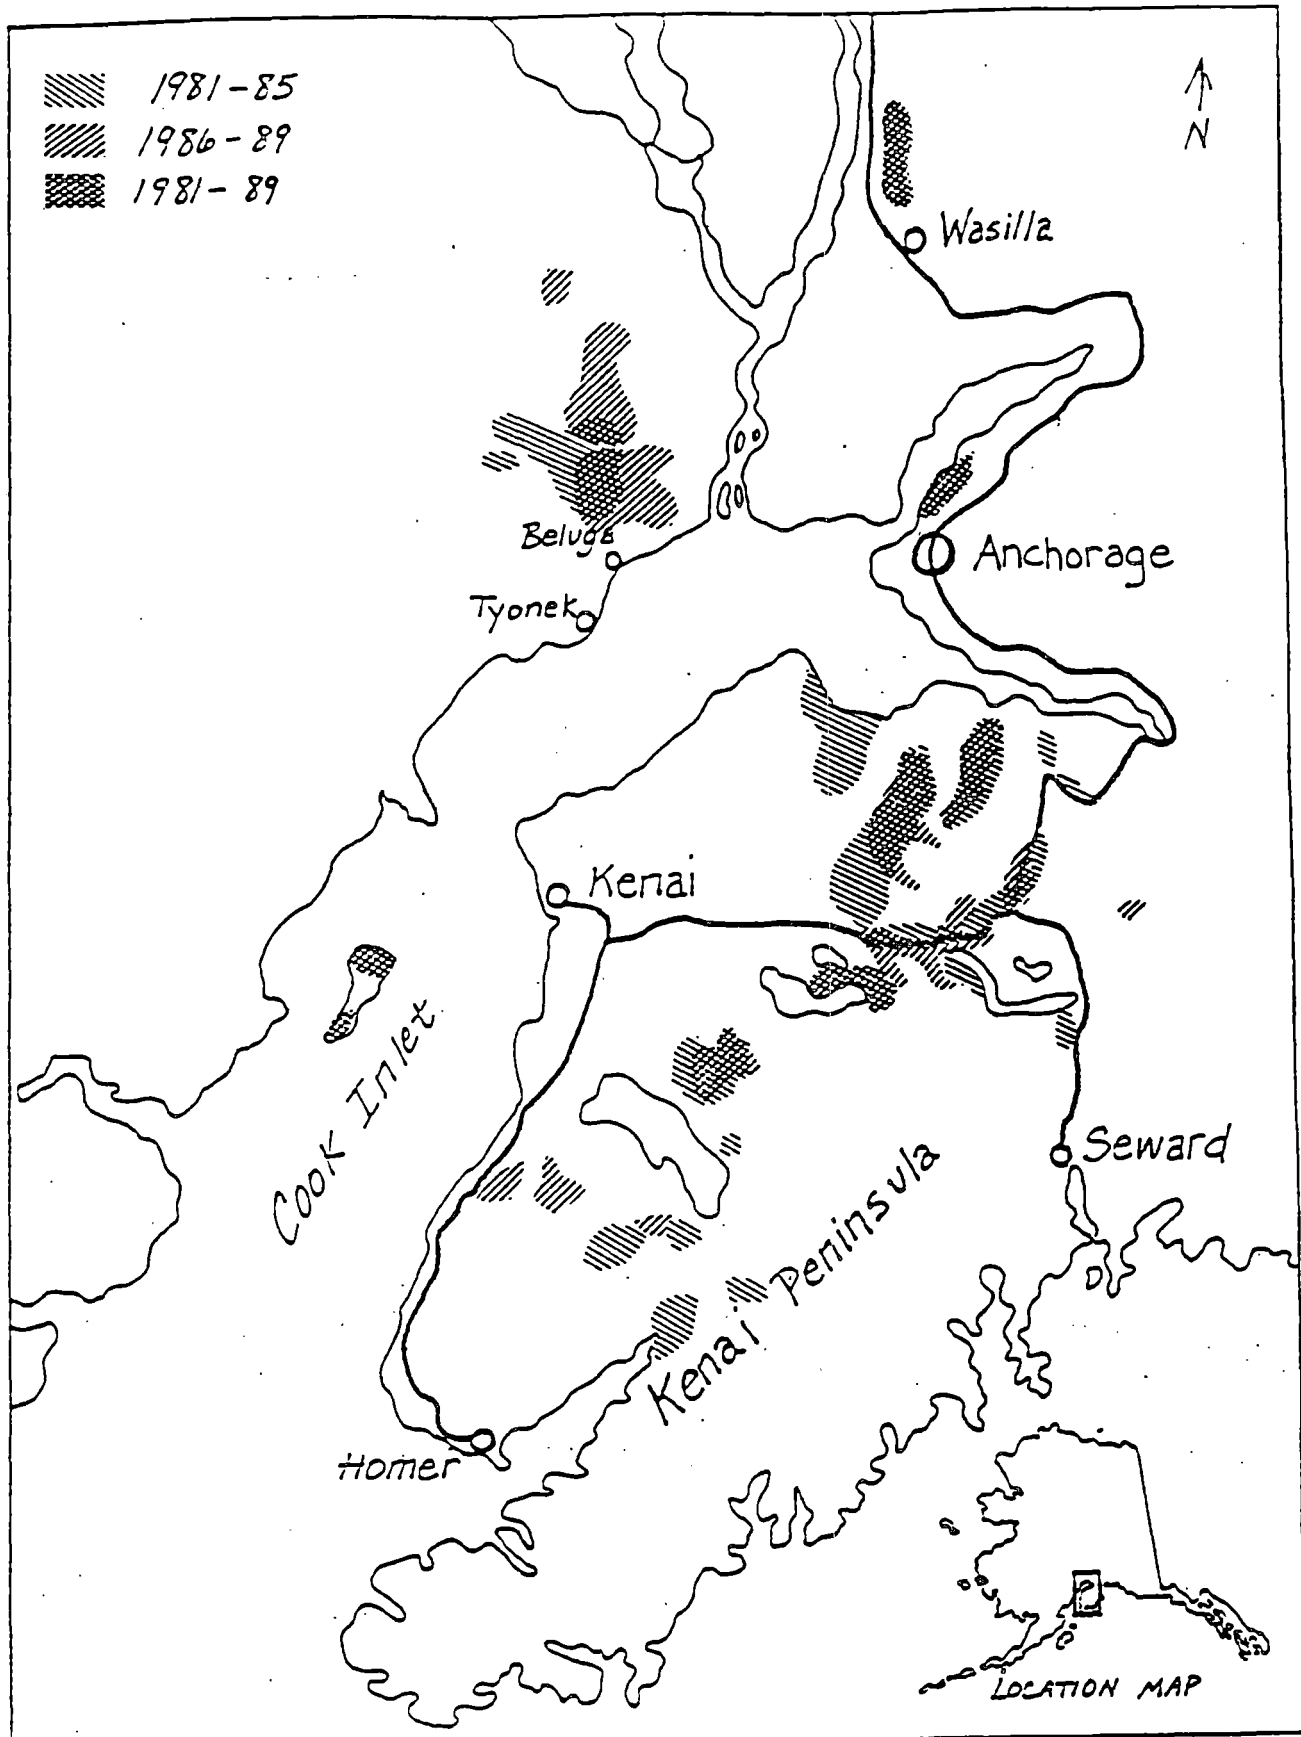 1981-85
1986-89
1981-89
N
Wasilla
Beluga
Anchorage
Tyonek
Kenai
Cook Inlet
Seward
Kenai Peninsula
Homer
LOCATION MAP